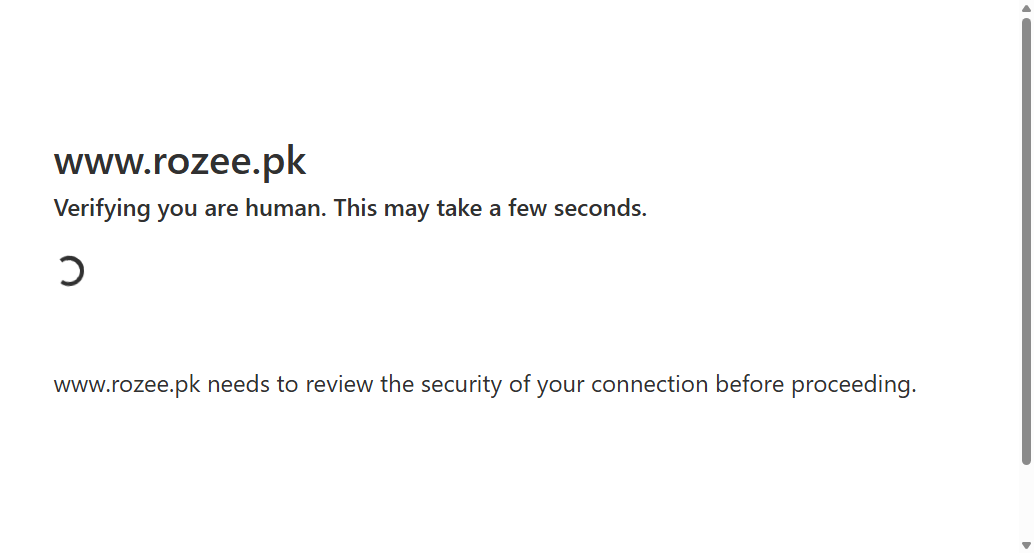 www.rozee.pk
Verifying you are human. This may take a few seconds.
www.rozee.pk needs to review the security of your connection before proceeding.